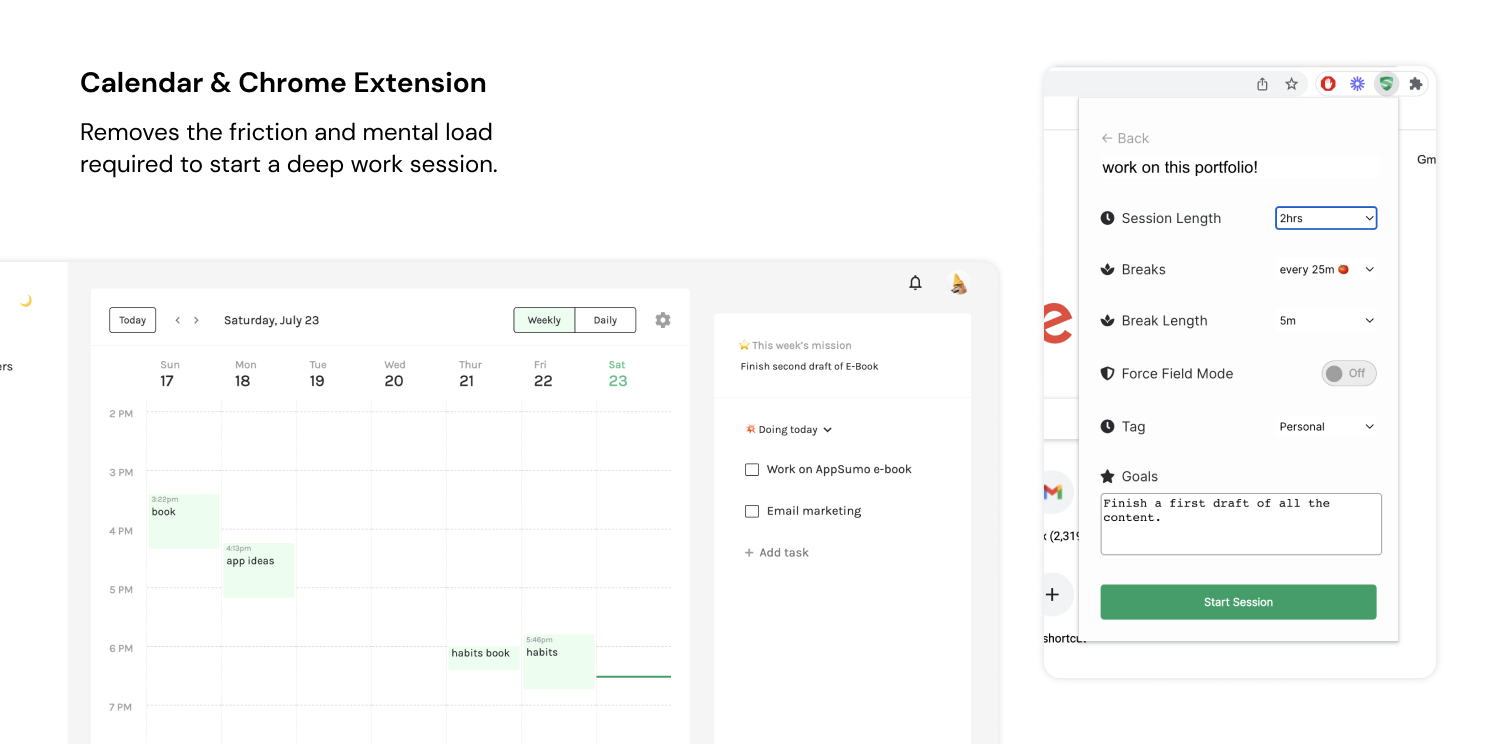 Calendar & Chrome Extension
Removes the friction and mental load
required to start a deep work session.
ers
Today
Saturday, July 23
Weekly
Daily
Sun
17
Mon
18
Tue
19
Wed
20
Thur
21
Fri
22
Sat
23
2 PM
3 PM
3:22pm
book
4 PM
4:13pm
app ideas
5 PM
6 PM
habits book
5:46pm
habits
7 PM
⭐ This week's mission
Finish second draft of E-Book
💥 Doing today
Work on AppSumo e-book
Email marketing
+ Add task
← Back
work on this portfolio!
Session Length
2hrs
Breaks
every 25m 🍅
Break Length
5m
Force Field Mode
Off
Tag
Personal
Goals
Finish a first draft of all the
content.
Start Session
Gm
e
x (2,319
shortcu